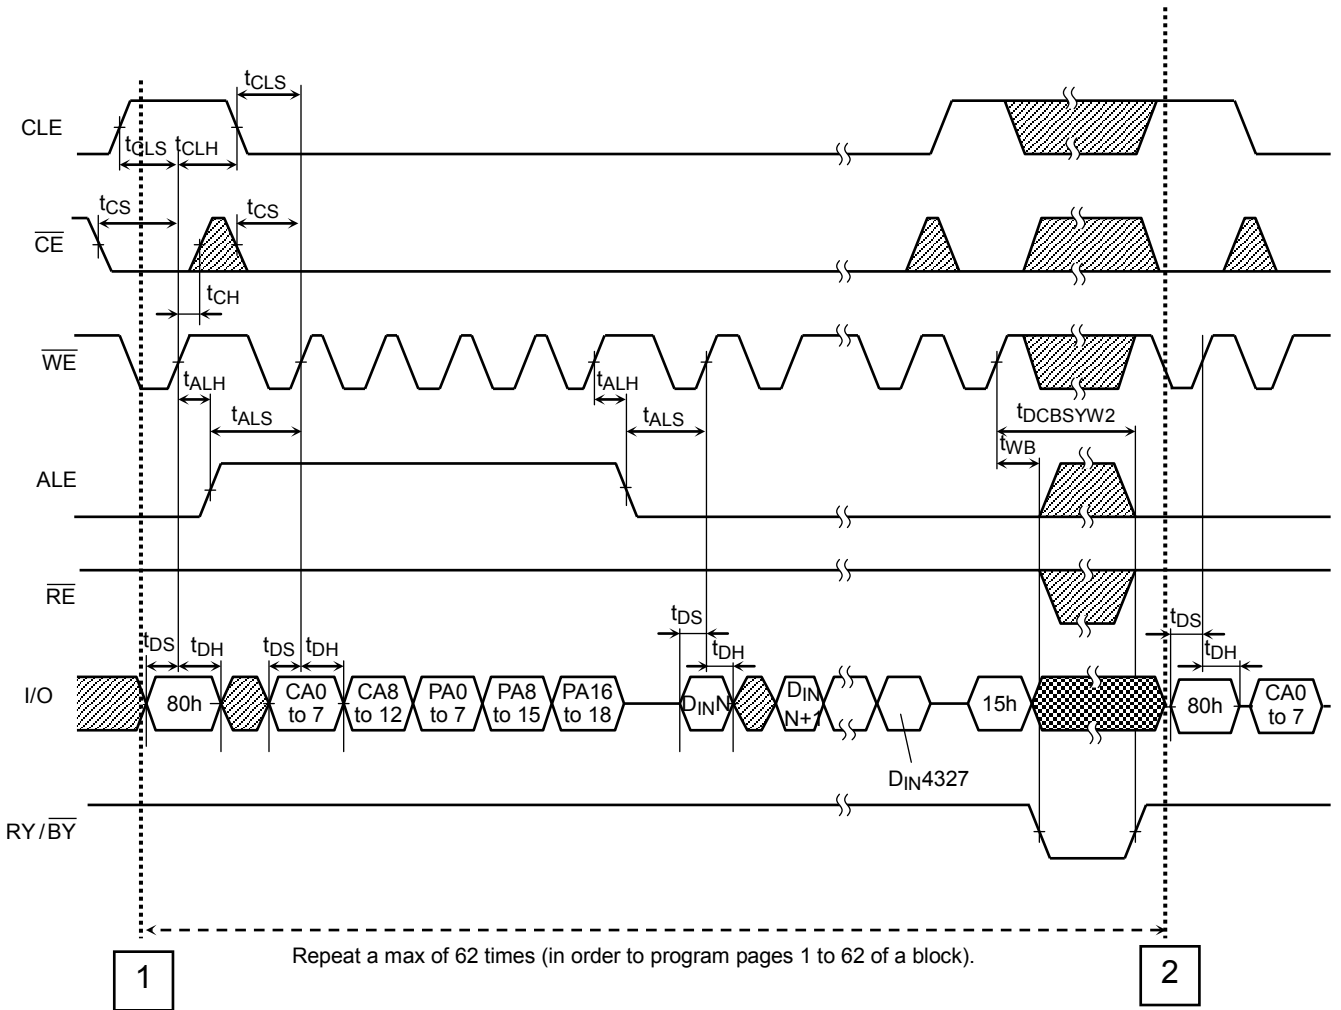 tCLS
CLE
tCLS
tCLH
tCS
tCS
CE
tCH
WE
tALH
tALH
tALS
tALS
tDCBSYW2
tWB
ALE
RE
tDS
tDH
tDS
tDH
tDS
tDH
tDS
tDH
I/O
80h
CA0
to 7
CA8
to 12
PA0
to 7
PA8
to 15
PA16
to 18
DINN
DIN
N+1
15h
80h
CA0
to 7
DIN4327
RY/BY
Repeat a max of 62 times (in order to program pages 1 to 62 of a block).
1
2